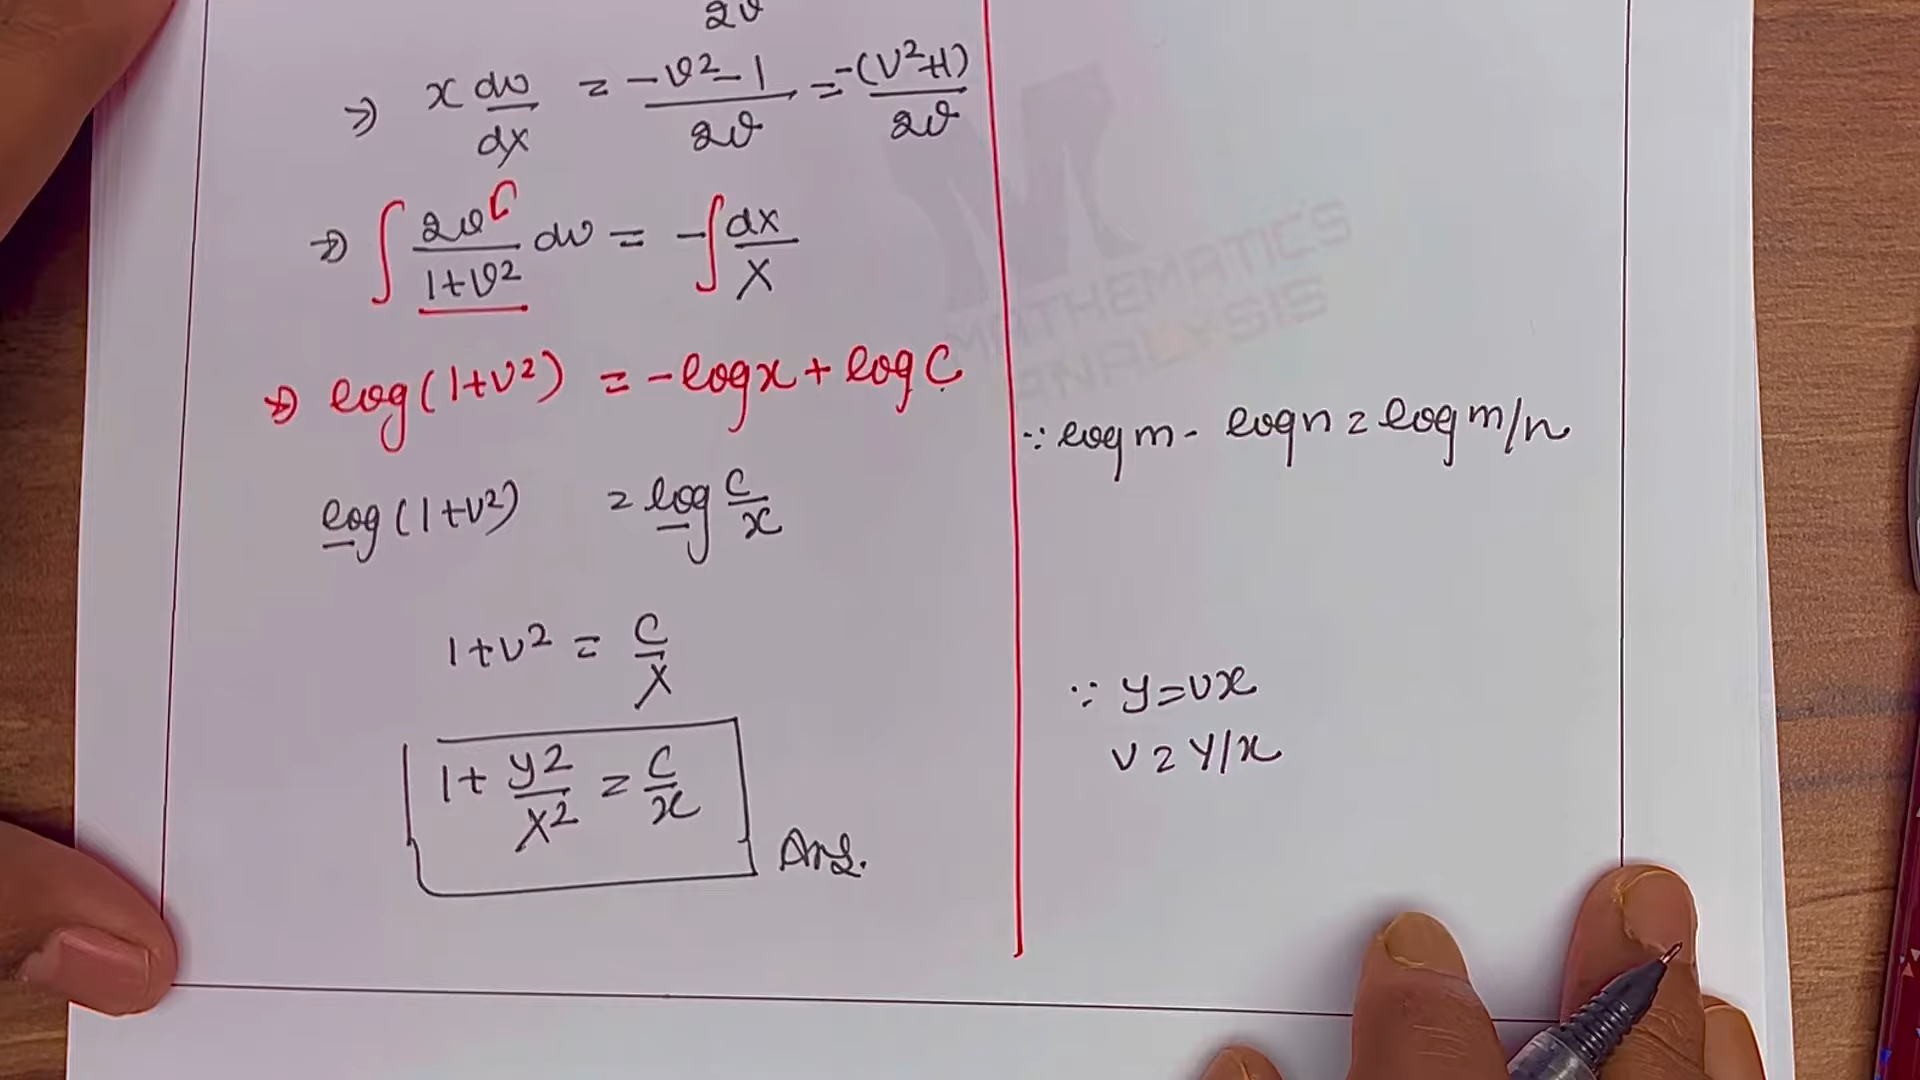 2v
⇒ x dv/dx = -v²-1/2v = -(v²+1)/2v
⇒ ∫ 2v/1+v² dv = -∫ dx/x
⇒ log(1+v²) = -log x + log C
∵ log m - log n = log m/n
log(1+v²) = log c/x
1+v² = c/x
∵ y=vx
v = y/x
1+ y²/x² = c/x Ans.
MATHEMATICS
ANALYSIS